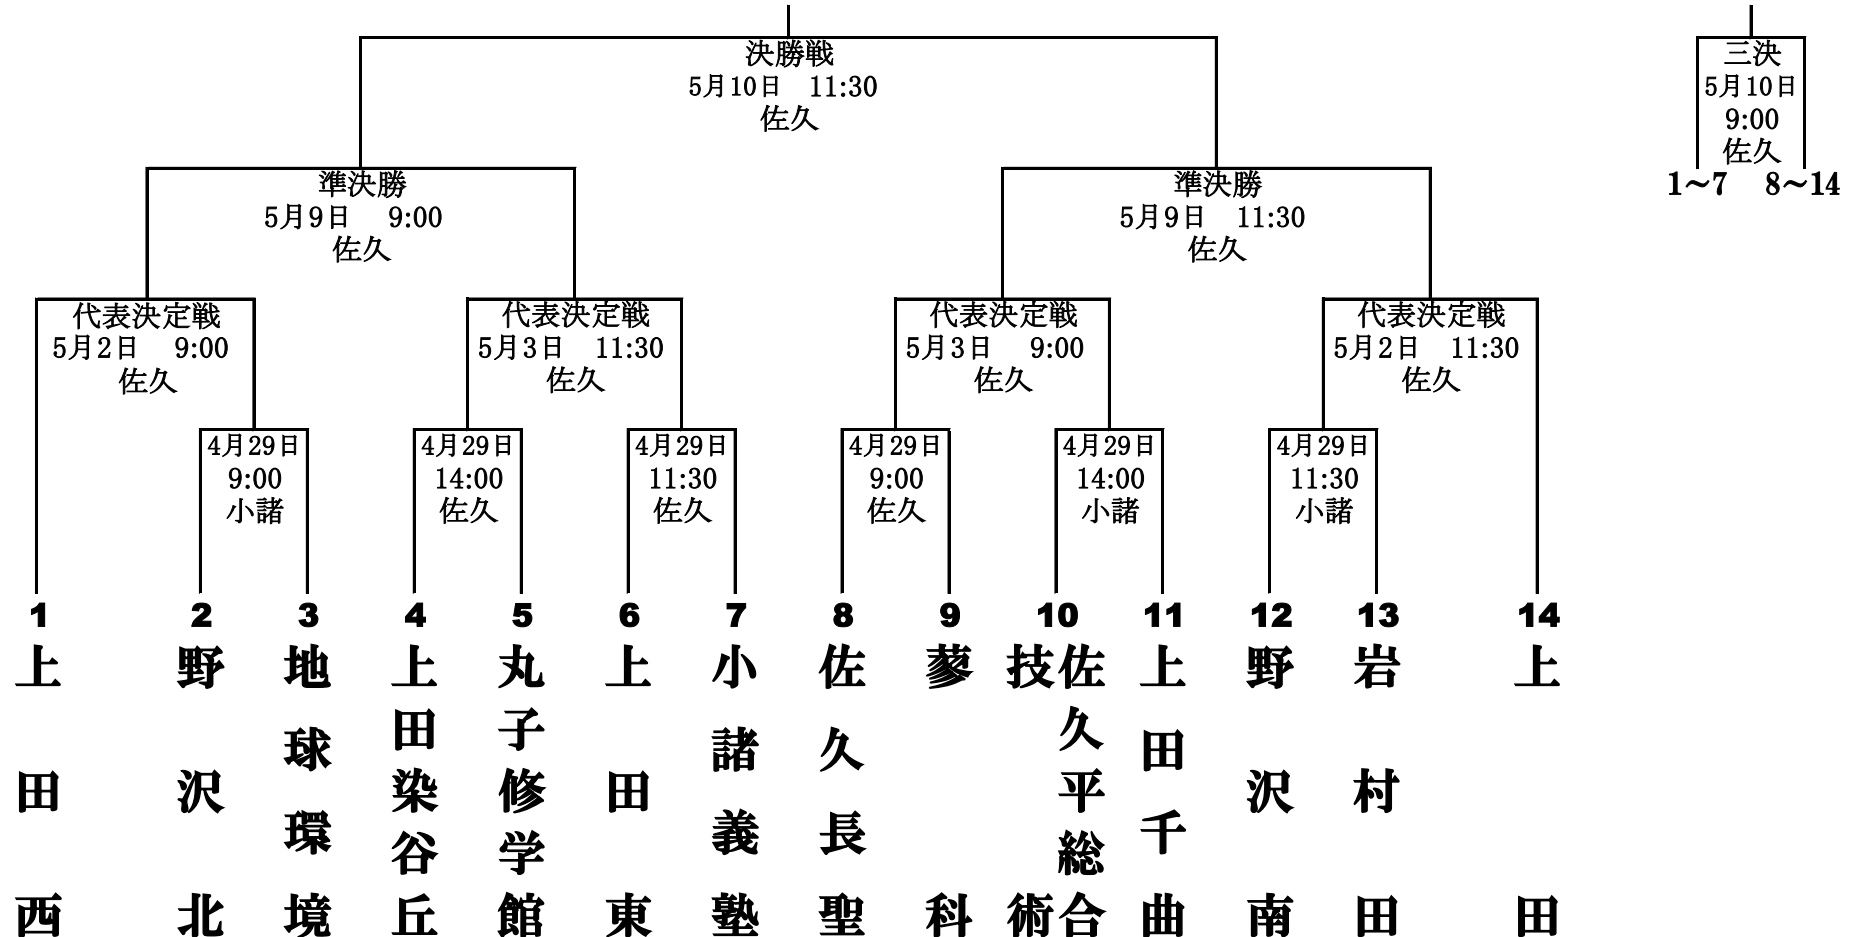 決勝戦
5月10日　11:30
佐久
三決
5月10日
9:00
佐久
1～7　8～14
準決勝
5月9日　9:00
佐久
準決勝
5月9日　11:30
佐久
代表決定戦
5月2日　9:00
佐久
代表決定戦
5月3日　11:30
佐久
代表決定戦
5月3日　9:00
佐久
代表決定戦
5月2日　11:30
佐久
4月29日
9:00
小諸
4月29日
14:00
佐久
4月29日
11:30
佐久
4月29日
9:00
佐久
4月29日
14:00
小諸
4月29日
11:30
小諸
1
上田西
2
野沢北
3
地球環境
4
上田染谷丘
5
丸子修学館
6
上田東
7
小諸義塾
8
佐久長聖
9
蓼科
10
佐久平総合
技術
11
上田千曲
12
野沢南
13
岩村田
14
上田